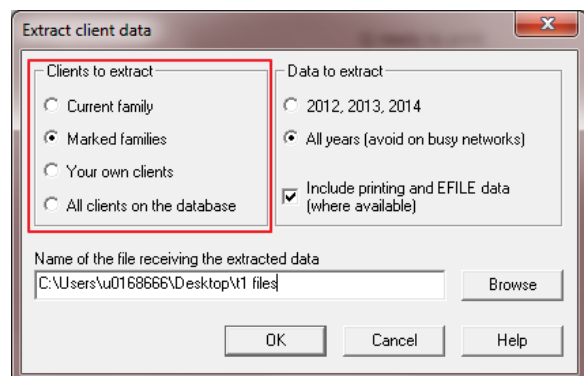 Extract client data
Clients to extract
Current family
Marked families
Your own clients
All clients on the database
Data to extract
2012, 2013, 2014
All years (avoid on busy networks)
Include printing and EFILE data
(where available)
Name of the file receiving the extracted data
C:\Users\u0168666\Desktop\t1 files
Browse
OK
Cancel
Help